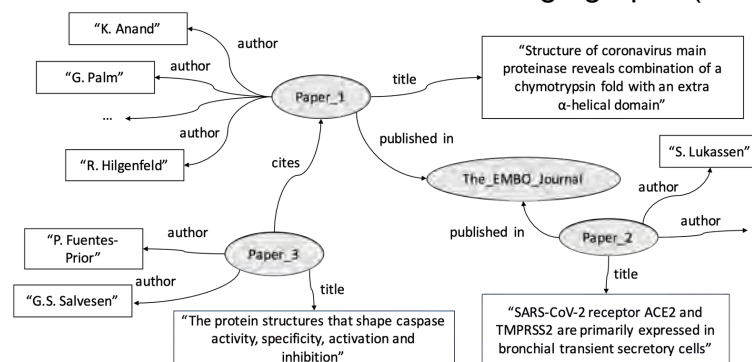 "K. Anand"
author
"G. Palm"
author
...
author
"R. Hilgenfeld"
Paper_1
title
"Structure of coronavirus main
proteinase reveals combination of a
chymotrypsin fold with an extra
α-helical domain"
published in
cites
The_EMBO_Journal
"S. Lukassen"
author
author
published in
Paper_2
title
"SARS-CoV-2 receptor ACE2 and
TMPRSS2 are primarily expressed in
bronchial transient secretory cells"
"P. Fuentes-
Prior"
author
Paper_3
author
"G.S. Salvesen"
title
"The protein structures that shape caspase
activity, specificity, activation and
inhibition"